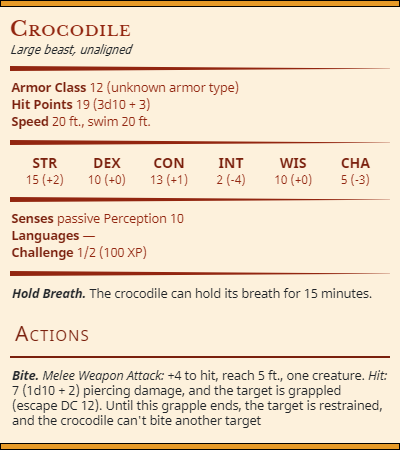 Crocodile
Large beast, unaligned
Armor Class 12 (unknown armor type)
Hit Points 19 (3d10 + 3)
Speed 20 ft., swim 20 ft.
STR DEX CON INT WIS CHA
15 (+2) 10 (+0) 13 (+1) 2 (-4) 10 (+0) 5 (-3)
Senses passive Perception 10
Languages —
Challenge 1/2 (100 XP)
Hold Breath. The crocodile can hold its breath for 15 minutes.
Actions
Bite. Melee Weapon Attack: +4 to hit, reach 5 ft., one creature. Hit:
7 (1d10 + 2) piercing damage, and the target is grappled
(escape DC 12). Until this grapple ends, the target is restrained,
and the crocodile can't bite another target